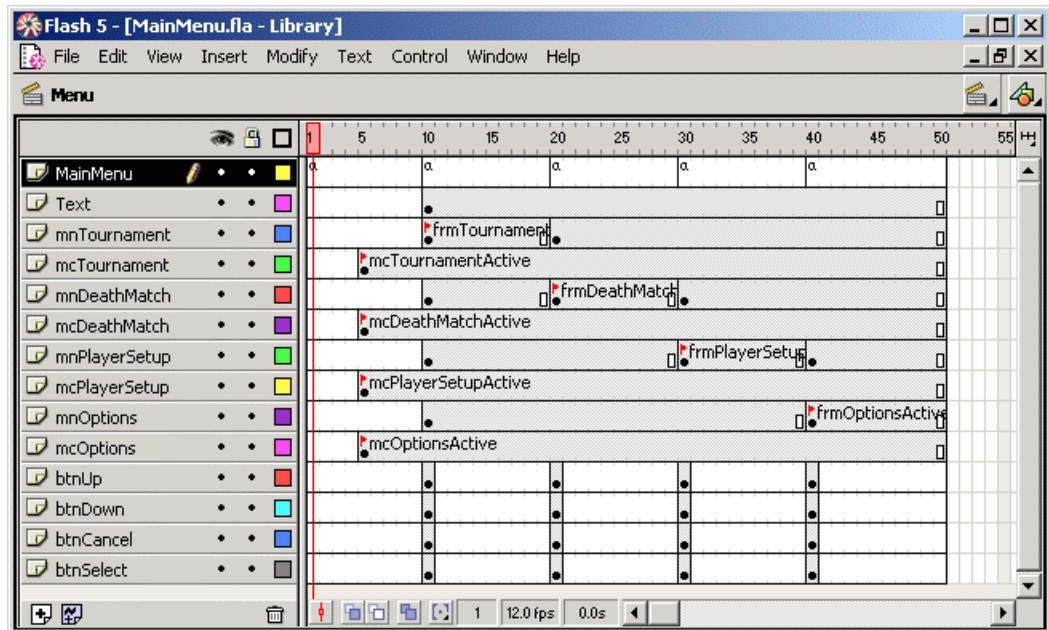 Flash 5 - [MainMenu.fla - Library]
File Edit View Insert Modify Text Control Window Help
Menu
1 5 10 15 20 25 30 35 40 45 50 55
MainMenu a a a a a
Text
mnTournament frmTournament
mcTournament mcTournamentActive
mnDeathMatch frmDeathMatch
mcDeathMatch mcDeathMatchActive
mnPlayerSetup frmPlayerSetup
mcPlayerSetup mcPlayerSetupActive
mnOptions frmOptionsActive
mcOptions mcOptionsActive
btnUp
btnDown
btnCancel
btnSelect
1 12.0 fps 0.0s